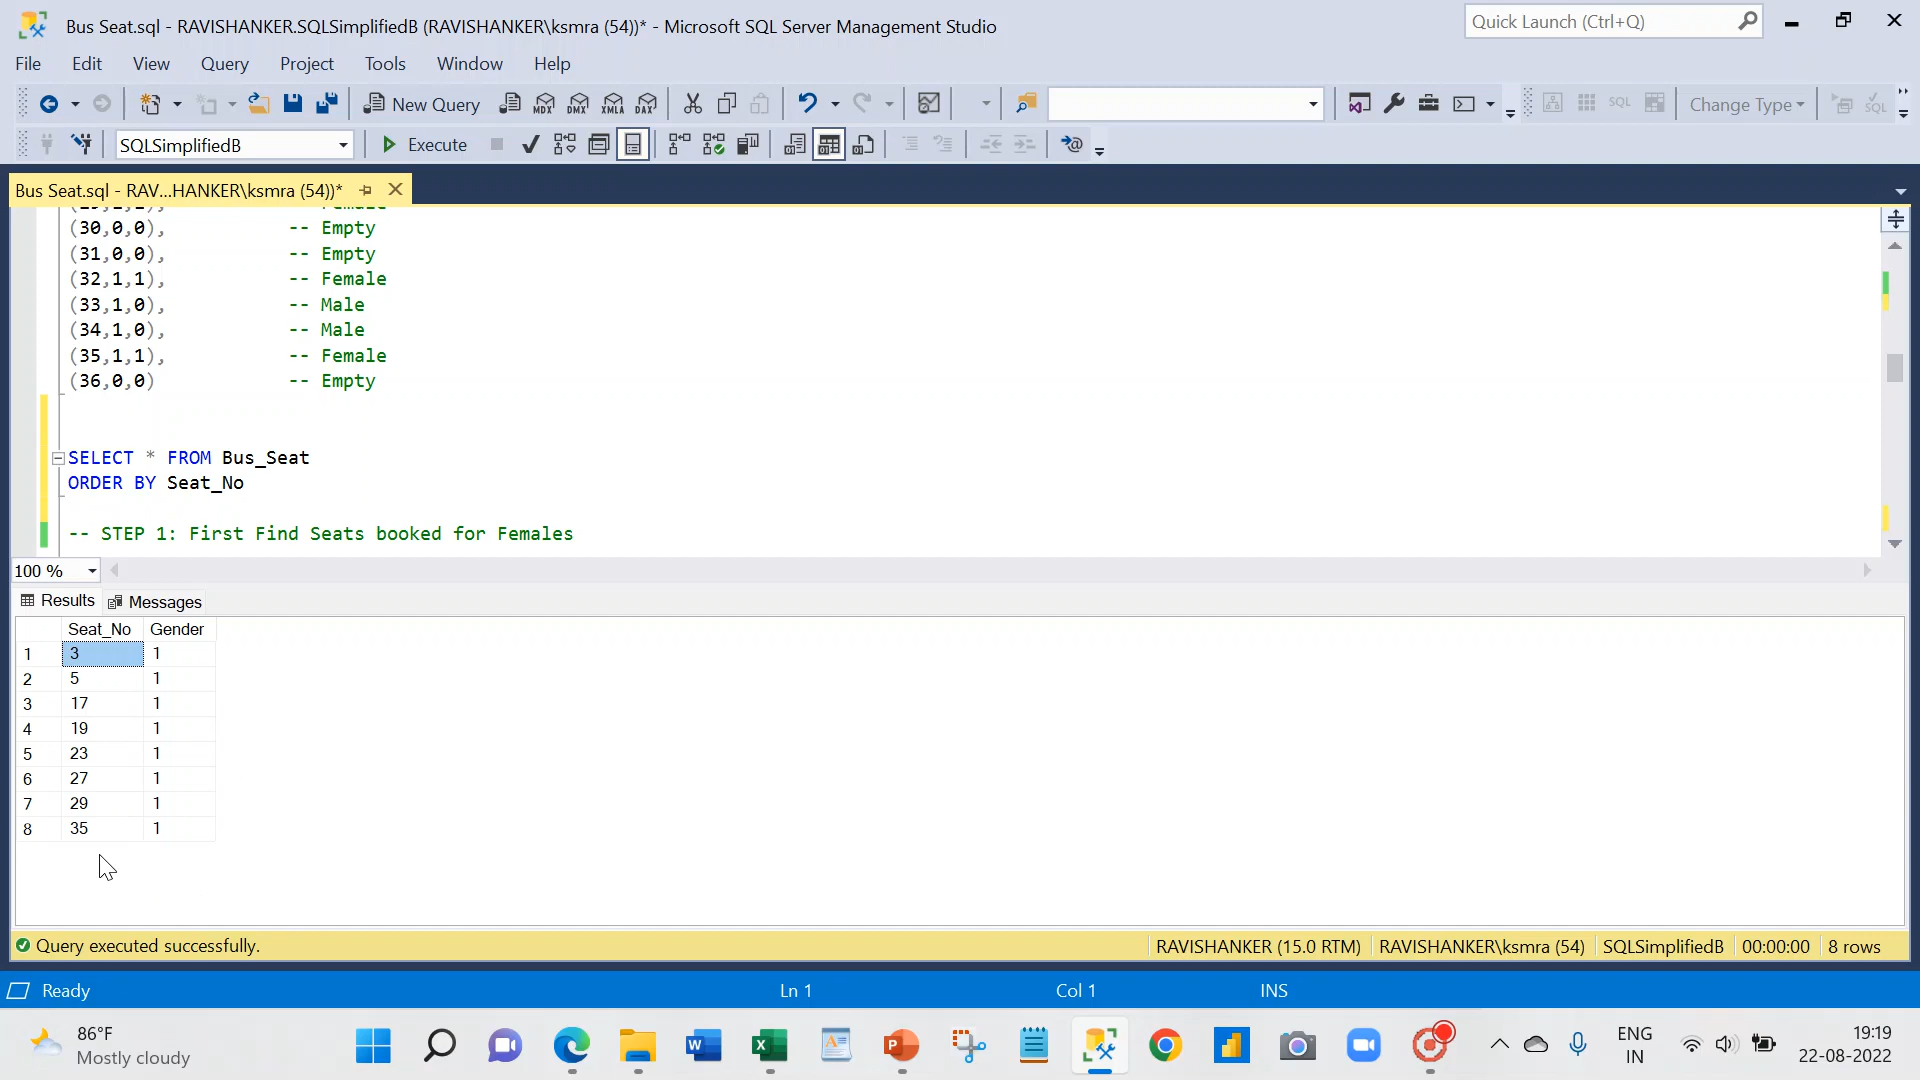 Bus Seat.sql - RAVISHANKER.SQLSimplifiedB (RAVISHANKER\ksmra (54))* - Microsoft SQL Server Management Studio
Quick Launch (Ctrl+Q)
File Edit View Query Project Tools Window Help
New Query MDX DMX XMLA DAX SQL Change Type SQL
SQLSimplifiedB Execute
Bus Seat.sql - RAV...HANKER\ksmra (54))*
(30,0,0), -- Empty
(31,0,0), -- Empty
(32,1,1), -- Female
(33,1,0), -- Male
(34,1,0), -- Male
(35,1,1), -- Female
(36,0,0) -- Empty
SELECT * FROM Bus_Seat
ORDER BY Seat_No
-- STEP 1: First Find Seats booked for Females
100 %
Results Messages
Seat_No Gender
1 3 1
2 5 1
3 17 1
4 19 1
5 23 1
6 27 1
7 29 1
8 35 1
Query executed successfully. RAVISHANKER (15.0 RTM) RAVISHANKER\ksmra (54) SQLSimplifiedB 00:00:00 8 rows
Ready Ln 1 Col 1 INS
86°F
Mostly cloudy
ENG
IN
19:19
22-08-2022